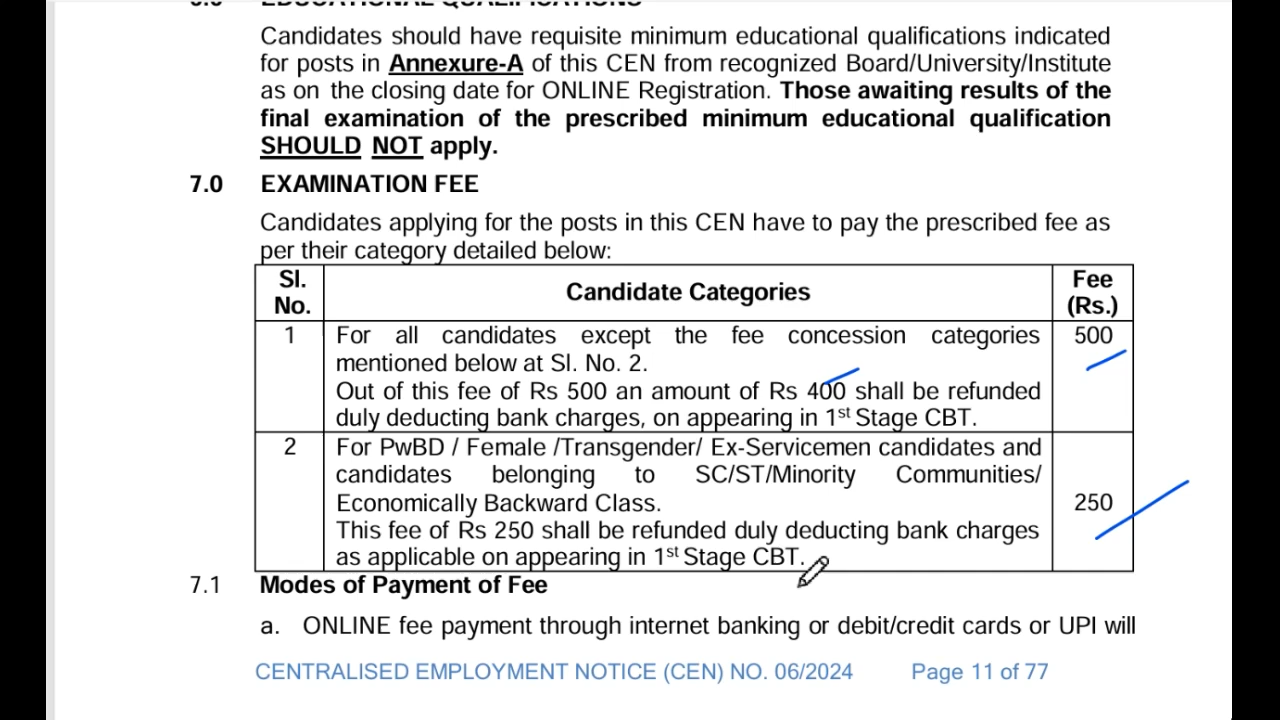 Candidates should have requisite minimum educational qualifications indicated
for posts in Annexure-A of this CEN from recognized Board/University/Institute
as on the closing date for ONLINE Registration. Those awaiting results of the
final examination of the prescribed minimum educational qualification
SHOULD NOT apply.
7.0 EXAMINATION FEE
Candidates applying for the posts in this CEN have to pay the prescribed fee as
per their category detailed below:
Sl. No. Candidate Categories Fee (Rs.)
1 For all candidates except the fee concession categories 500
mentioned below at Sl. No. 2.
Out of this fee of Rs 500 an amount of Rs 400 shall be refunded
duly deducting bank charges, on appearing in 1st Stage CBT.
2 For PwBD / Female /Transgender/ Ex-Servicemen candidates and
candidates belonging to SC/ST/Minority Communities/
Economically Backward Class. 250
This fee of Rs 250 shall be refunded duly deducting bank charges
as applicable on appearing in 1st Stage CBT.
7.1 Modes of Payment of Fee
a. ONLINE fee payment through internet banking or debit/credit cards or UPI will
CENTRALISED EMPLOYMENT NOTICE (CEN) NO. 06/2024 Page 11 of 77